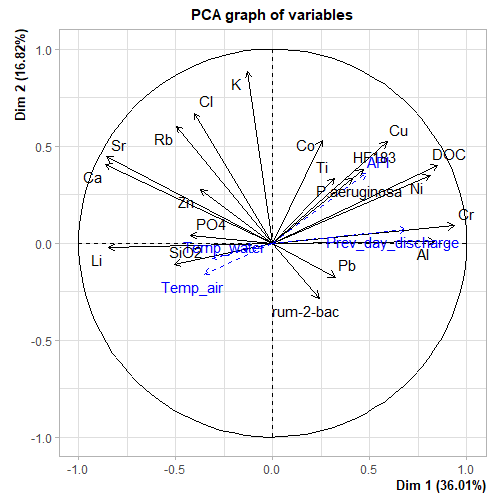 PCA graph of variables
Dim 2 (16.82%)
1.0
0.5
0.0
-0.5
-1.0
K
Cl
Rb
Sr
Ca
Zn
PO4
SiO2
Li
Temp_water
Temp_air
Co
Cu
Ti
HF183
API
DOC
P.aeruginosa
Ni
Cr
Prev_day_discharge
Al
Pb
rum-2-bac
-1.0 -0.5 0.0 0.5 1.0
Dim 1 (36.01%)